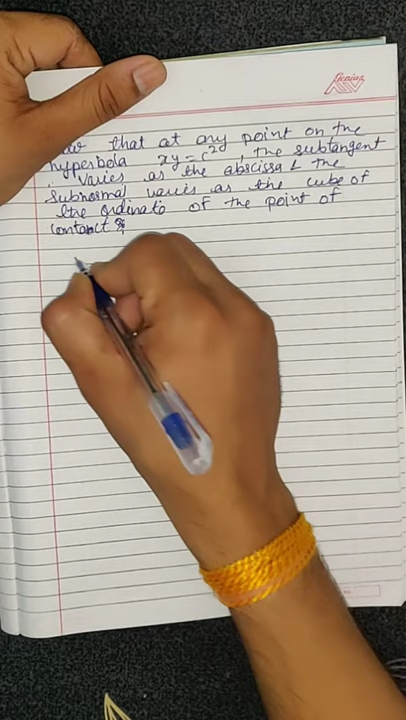 Genius
that at any point on the
hyperbola xy = c², the subtangent
varies as the abscissa & the
Subnormal varies as the cube of
the ordinate of the point of
contact